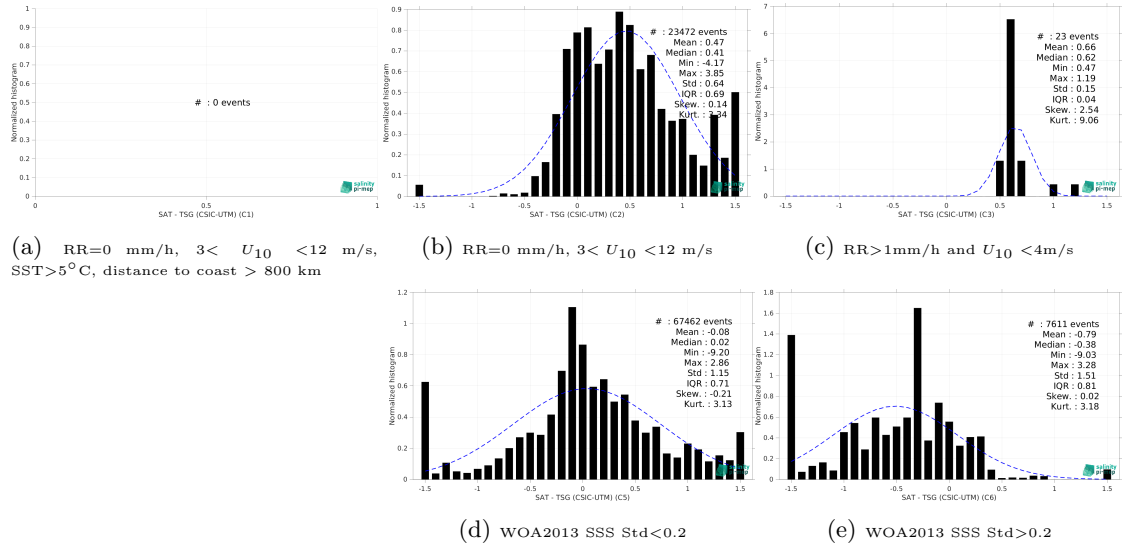 Normalized histogram
1
0.9
0.8
0.7
0.6
0.5
0.4
0.3
0.2
0.1
0
# : 0 events
salinity
pi-mep
0 0.5 1
SAT - TSG (CSIC-UTM) (C1)
(a) RR=0 mm/h, 3< U10 <12 m/s,
SST>5°C, distance to coast > 800 km
Normalized histogram
0.9
0.8
0.7
0.6
0.5
0.4
0.3
0.2
0.1
0
# : 23472 events
Mean : 0.47
Median : 0.41
Min : -4.17
Max : 3.85
Std : 0.64
IQR : 0.69
Skew. : 0.14
Kurt. : 3.34
salinity
pi-mep
-1.5 -1 -0.5 0 0.5 1 1.5
SAT - TSG (CSIC-UTM) (C2)
(b) RR=0 mm/h, 3< U10 <12 m/s
Normalized histogram
7
6
5
4
3
2
1
0
# : 23 events
Mean : 0.66
Median : 0.62
Min : 0.47
Max : 1.19
Std : 0.15
IQR : 0.04
Skew. : 2.54
Kurt. : 9.06
salinity
pi-mep
-1.5 -1 -0.5 0 0.5 1 1.5
SAT - TSG (CSIC-UTM) (C3)
(c) RR>1mm/h and U10 <4m/s
Normalized histogram
1.2
1
0.8
0.6
0.4
0.2
0
# : 67462 events
Mean : -0.08
Median : 0.02
Min : -9.20
Max : 2.86
Std : 1.15
IQR : 0.71
Skew. : -0.21
Kurt. : 3.13
salinity
pi-mep
-1.5 -1 -0.5 0 0.5 1 1.5
SAT - TSG (CSIC-UTM) (C5)
(d) WOA2013 SSS Std<0.2
Normalized histogram
1.8
1.6
1.4
1.2
1
0.8
0.6
0.4
0.2
0
# : 7611 events
Mean : -0.79
Median : -0.38
Min : -9.03
Max : 3.28
Std : 1.51
IQR : 0.81
Skew. : 0.02
Kurt. : 3.18
salinity
pi-mep
-1.5 -1 -0.5 0 0.5 1 1.5
SAT - TSG (CSIC-UTM) (C6)
(e) WOA2013 SSS Std>0.2